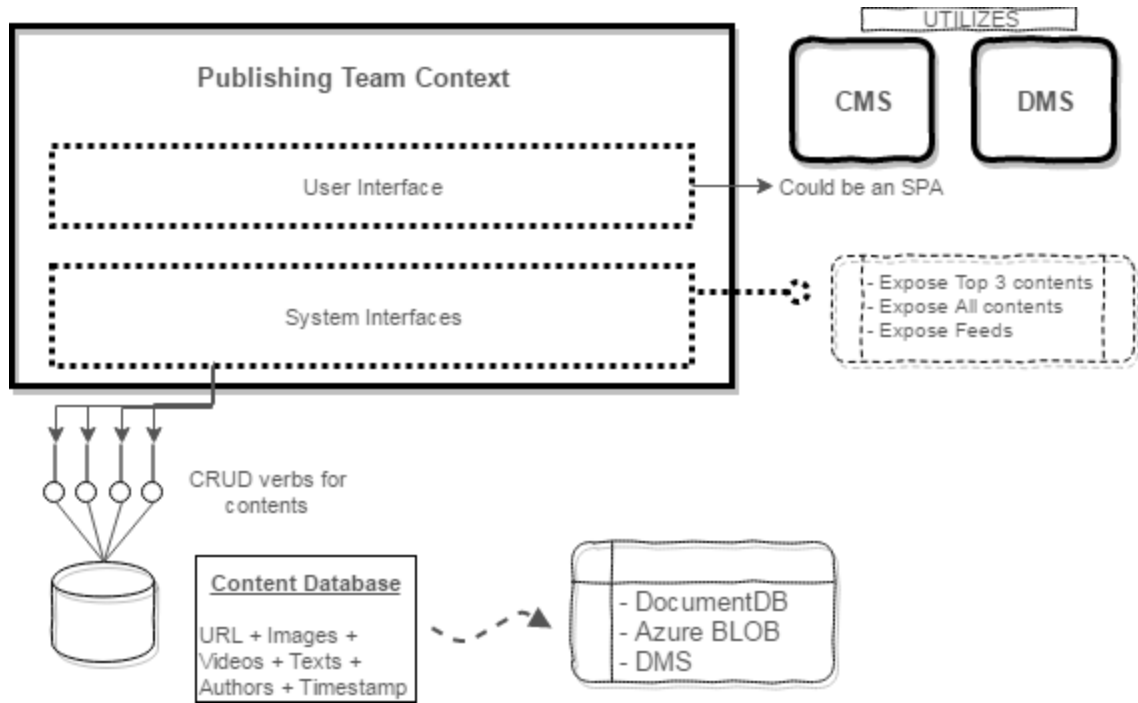 UTILIZES
Publishing Team Context
CMS
DMS
User Interface
Could be an SPA
- Expose Top 3 contents
- Expose All contents
- Expose Feeds
System Interfaces
CRUD verbs for
contents
Content Database
URL + Images +
Videos + Texts +
Authors + Timestamp
- DocumentDB
- Azure BLOB
- DMS